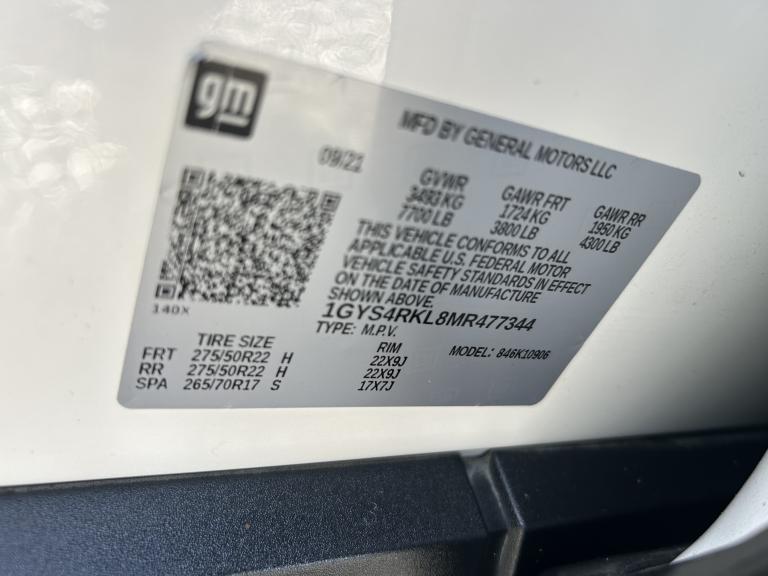 gm
MFD BY GENERAL MOTORS LLC
09/21
GVWR
3493 KG
7700 LB
GAWR FRT
1724 KG
3800 LB
GAWR RR
1950 KG
4300 LB
THIS VEHICLE CONFORMS TO ALL
APPLICABLE U.S. FEDERAL MOTOR
VEHICLE SAFETY STANDARDS IN EFFECT
ON THE DATE OF MANUFACTURE
SHOWN ABOVE.
140X
1GYS4RKL8MR477344
TYPE: M.P.V.
MODEL: 846K10906
TIRE SIZE RIM
FRT 275/50R22 H 22X9J
RR 275/50R22 H 22X9J
SPA 265/70R17 S 17X7J